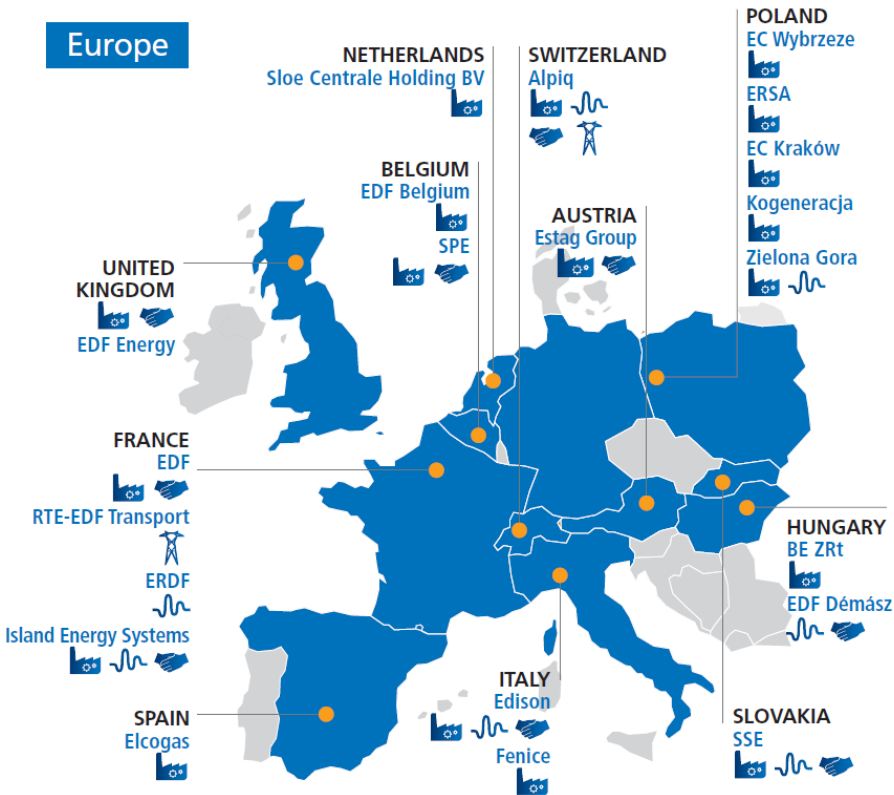 Europe
NETHERLANDS
Sloe Centrale Holding BV
SWITZERLAND
Alpiq
POLAND
EC Wybrzeze
ERSA
EC Kraków
Kogeneracja
Zielona Gora
BELGIUM
EDF Belgium
SPE
AUSTRIA
Estag Group
UNITED
KINGDOM
EDF Energy
FRANCE
EDF
RTE-EDF Transport
ERDF
Island Energy Systems
HUNGARY
BE ZRt
EDF Démász
SPAIN
Elcogas
ITALY
Edison
Fenice
SLOVAKIA
SSE